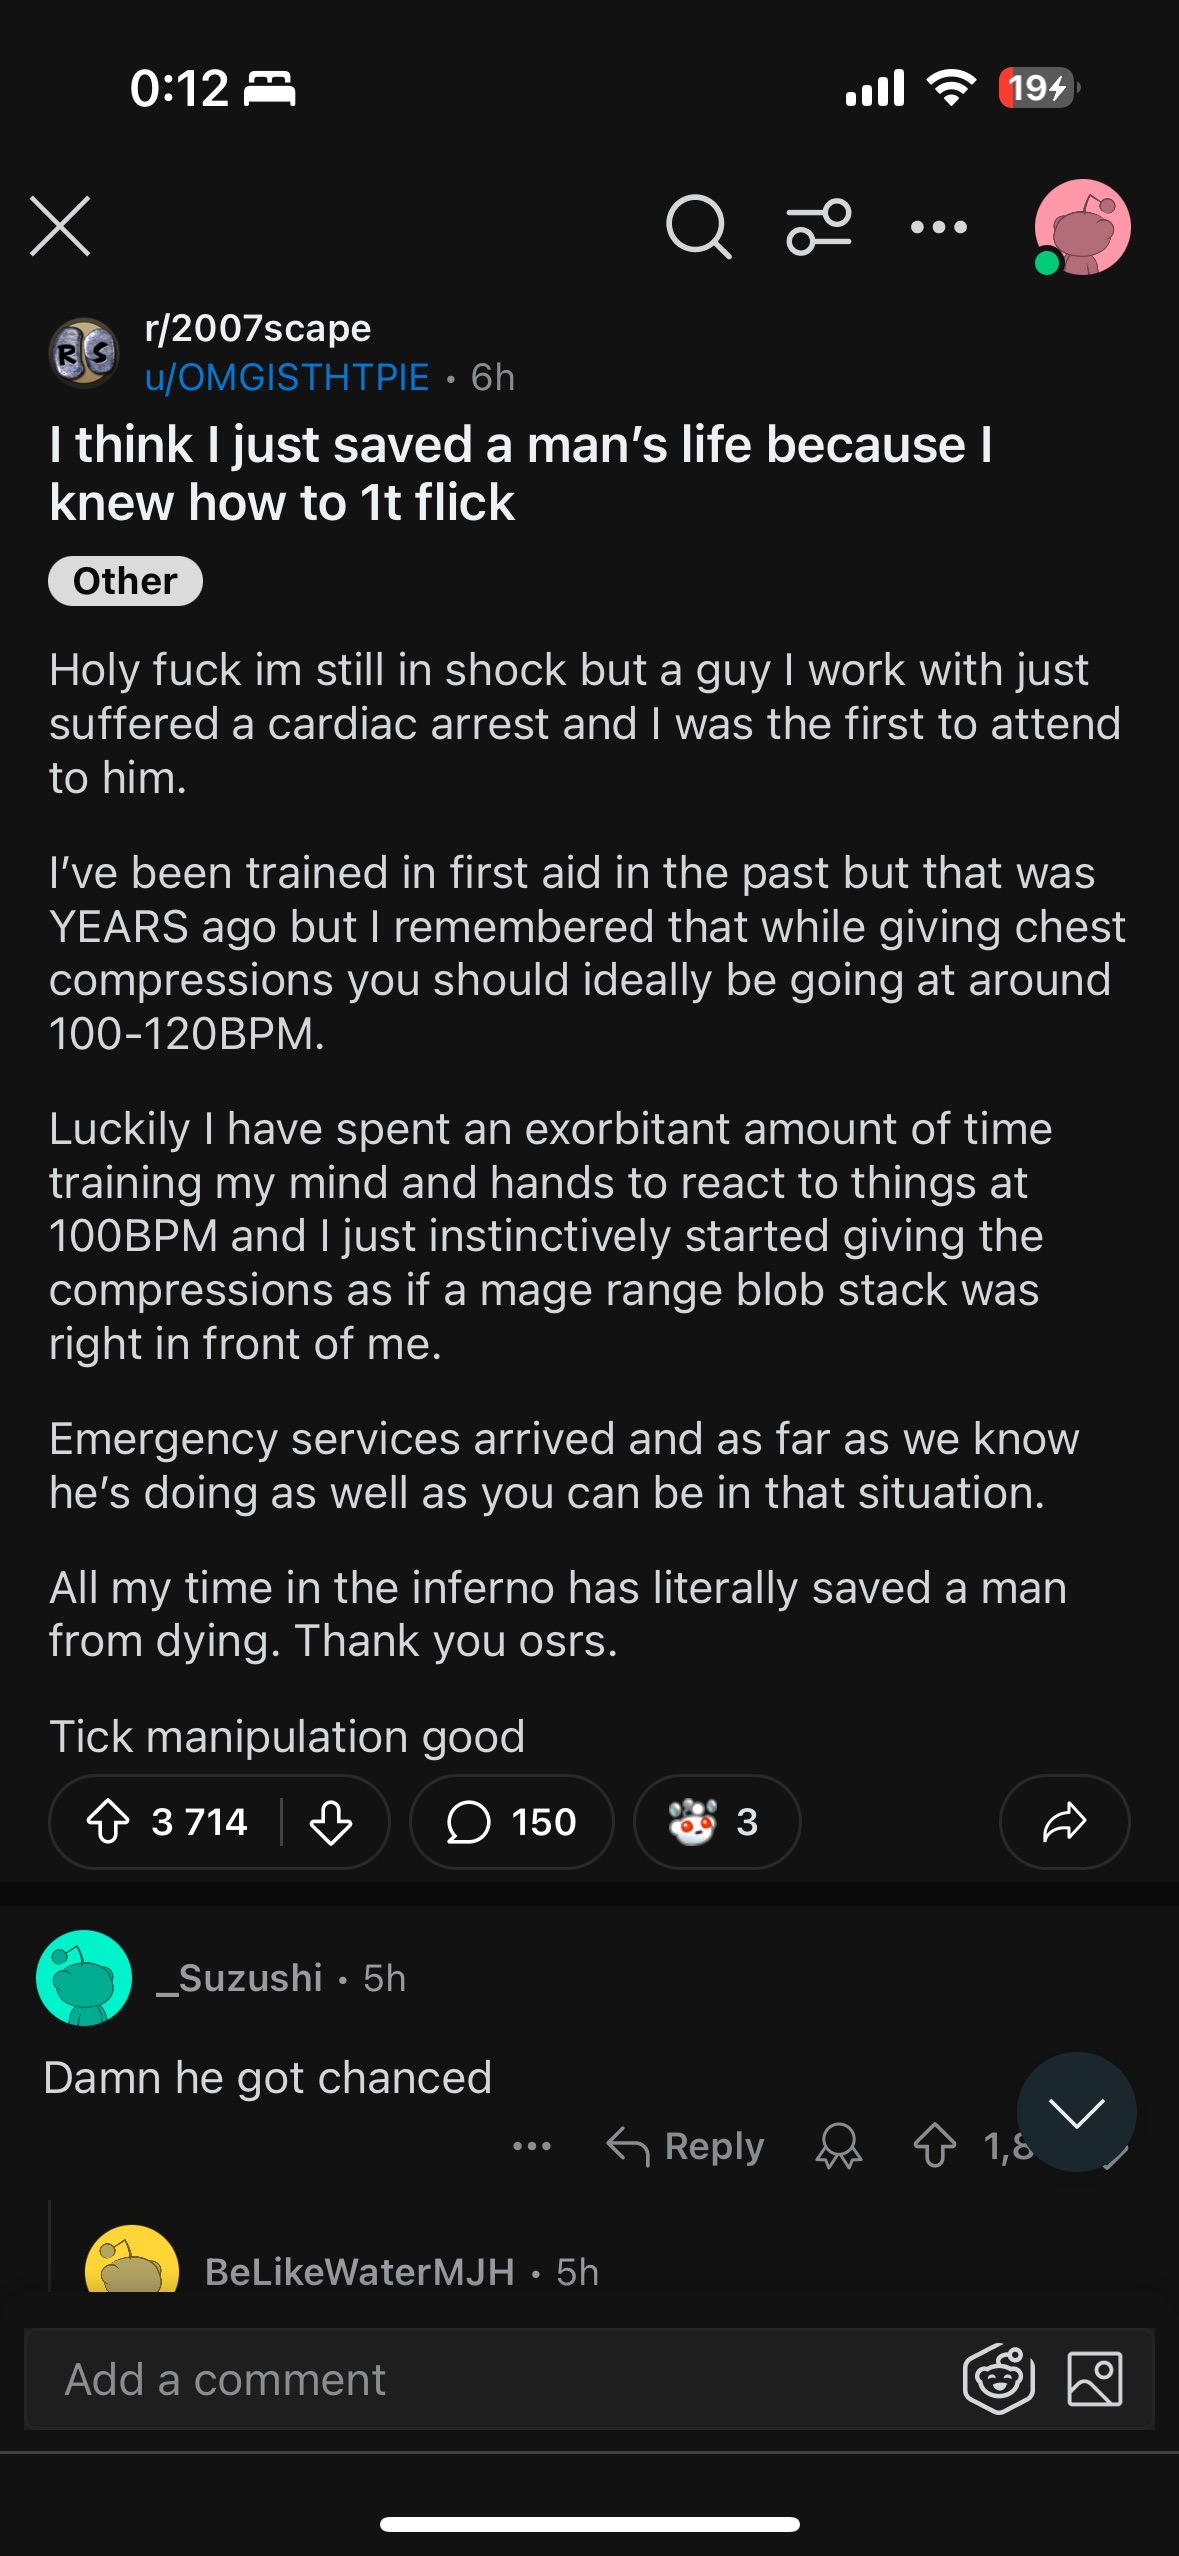 0:12
19
r/2007scape
u/OMGISTHTPIE • 6h
I think I just saved a man’s life because I
knew how to 1t flick
Other
Holy fuck im still in shock but a guy I work with just
suffered a cardiac arrest and I was the first to attend
to him.
I’ve been trained in first aid in the past but that was
YEARS ago but I remembered that while giving chest
compressions you should ideally be going at around
100-120BPM.
Luckily I have spent an exorbitant amount of time
training my mind and hands to react to things at
100BPM and I just instinctively started giving the
compressions as if a mage range blob stack was
right in front of me.
Emergency services arrived and as far as we know
he’s doing as well as you can be in that situation.
All my time in the inferno has literally saved a man
from dying. Thank you osrs.
Tick manipulation good
3 714
150
3
_Suzushi • 5h
Damn he got chanced
Reply
BeLikeWaterMJH • 5h
Add a comment